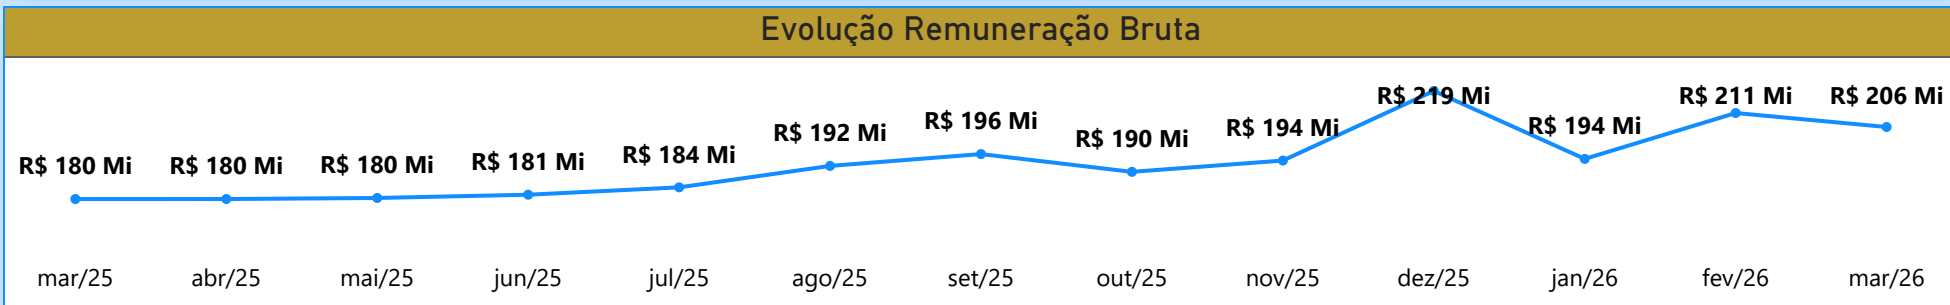 Evolução Remuneração Bruta
R$ 180 Mi R$ 180 Mi R$ 180 Mi R$ 181 Mi R$ 184 Mi R$ 192 Mi R$ 196 Mi R$ 190 Mi R$ 194 Mi R$ 219 Mi R$ 194 Mi R$ 211 Mi R$ 206 Mi
mar/25 abr/25 mai/25 jun/25 jul/25 ago/25 set/25 out/25 nov/25 dez/25 jan/26 fev/26 mar/26